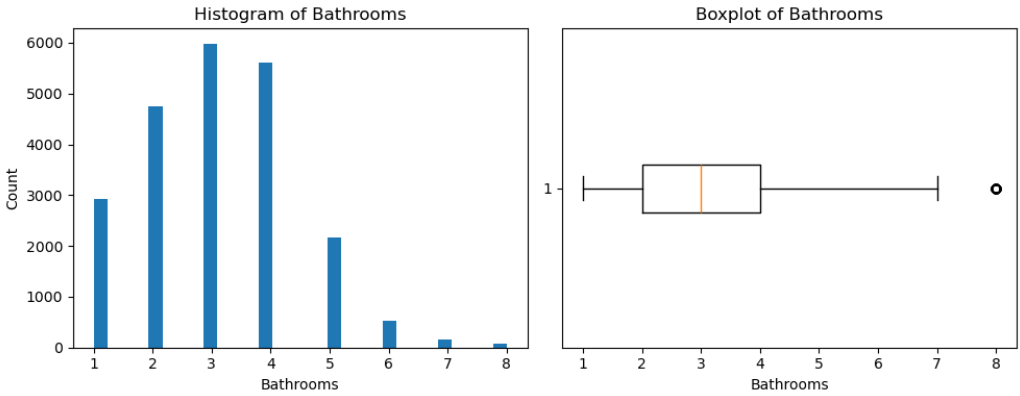 Histogram of Bathrooms
6000
5000
4000
3000
2000
1000
0
Count
1 2 3 4 5 6 7 8
Bathrooms
Boxplot of Bathrooms
1
1 2 3 4 5 6 7 8
Bathrooms